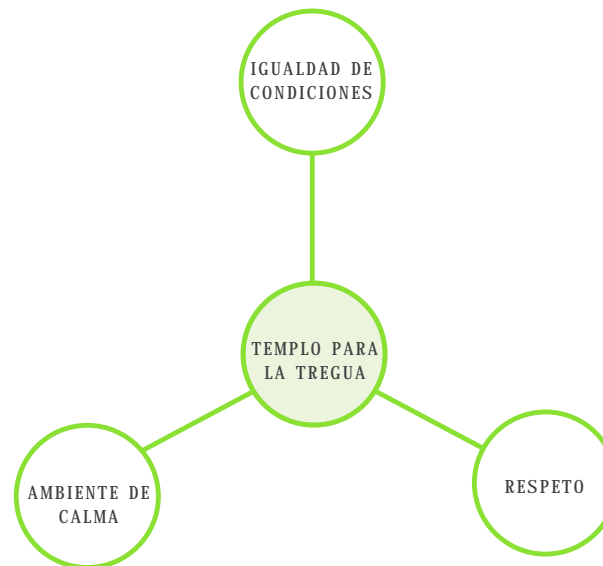 IGUALDAD DE
CONDICIONES
TEMPLO PARA
LA TREGUA
AMBIENTE DE
CALMA
RESPETO